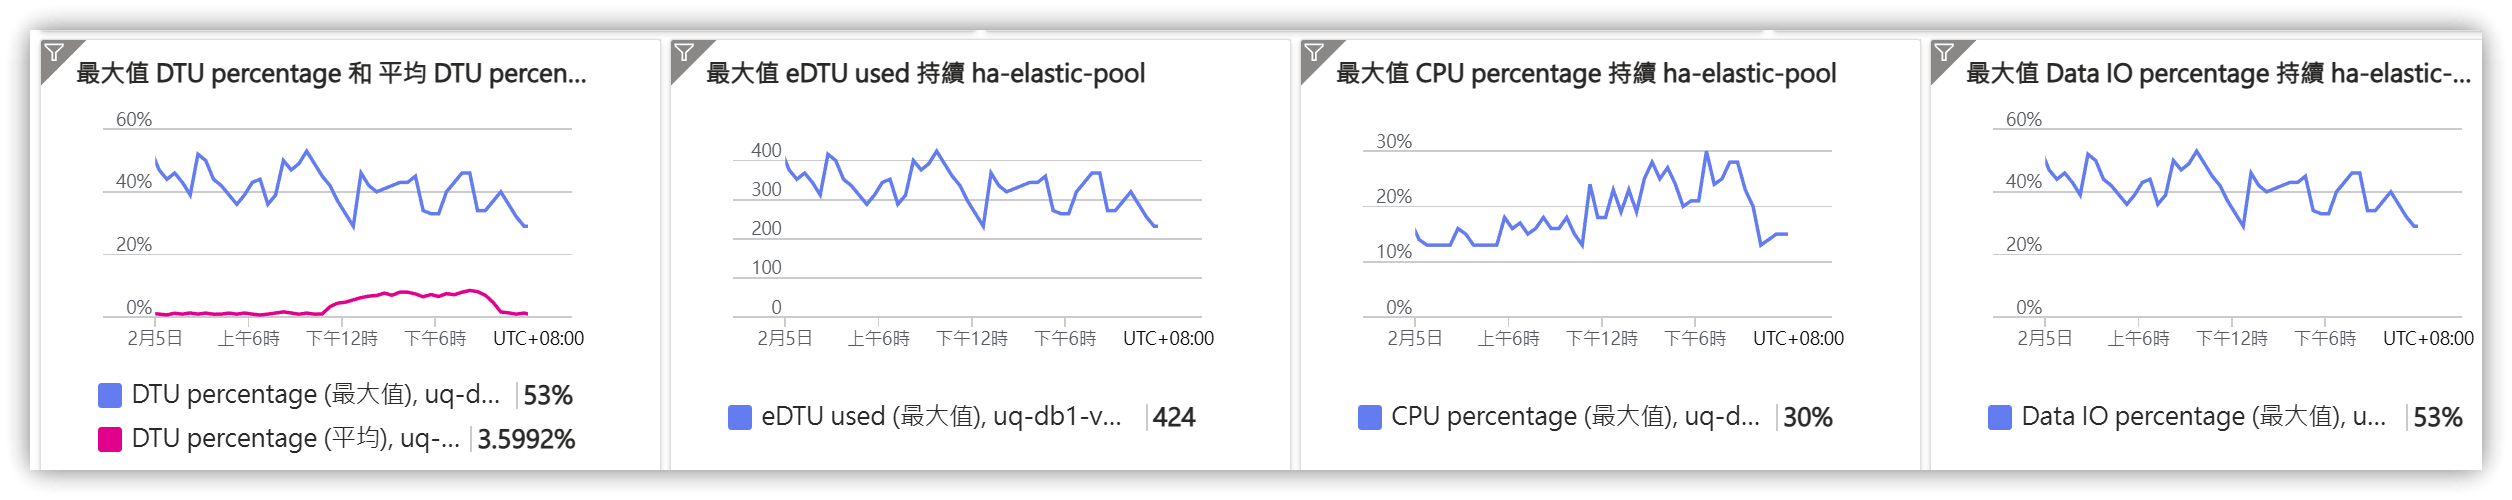 最大值 DTU percentage 和 平均 DTU percen...
60%
40%
20%
0%
2月5日 上午6時 下午12時 下午6時 UTC+08:00
DTU percentage (最大值), uq-d... 53%
DTU percentage (平均), uq-... 3.5992%
最大值 eDTU used 持續 ha-elastic-pool
400
300
200
100
0
2月5日 上午6時 下午12時 下午6時 UTC+08:00
eDTU used (最大值), uq-db1-v... 424
最大值 CPU percentage 持續 ha-elastic-pool
30%
20%
10%
0%
2月5日 上午6時 下午12時 下午6時 UTC+08:00
CPU percentage (最大值), uq-d... 30%
最大值 Data IO percentage 持續 ha-elastic-...
60%
40%
20%
0%
2月5日 上午6時 下午12時 下午6時 UTC+08:00
Data IO percentage (最大值), u... 53%